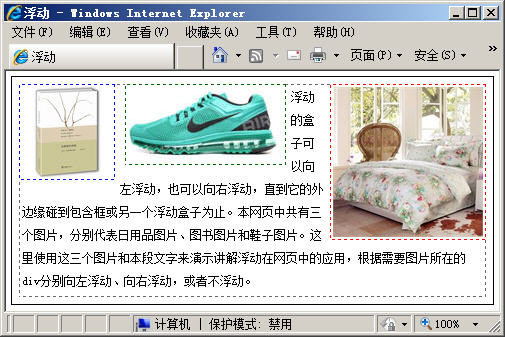 浮动 - Windows Internet Explorer
文件(F) 编辑(E) 查看(V) 收藏夹(A) 工具(T) 帮助(H)
浮动
页面(P) 安全(S) »
AIR
浮动
的盒
子可
以向
左浮动，也可以向右浮动，直到它的外
边缘碰到包含框或另一个浮动盒子为止。本网页中共有三
个图片，分别代表日用品图片、图书图片和鞋子图片。这
里使用这三个图片和本段文字来演示讲解浮动在网页中的应用，根据需要图片所在的
div分别向左浮动、向右浮动，或者不浮动。
计算机 | 保护模式: 禁用
100%